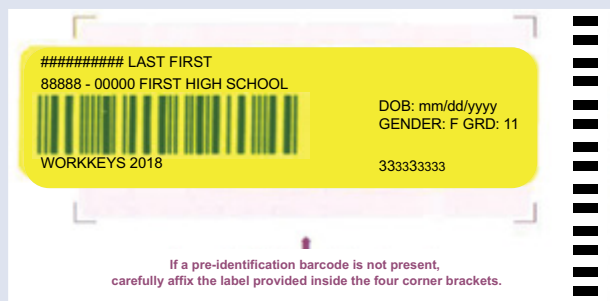 ########## LAST FIRST
88888 - 00000 FIRST HIGH SCHOOL
DOB: mm/dd/yyyy
GENDER: F GRD: 11
WORKKEYS 2018
3333333333
If a pre-identification barcode is not present,
carefully affix the label provided inside the four corner brackets.